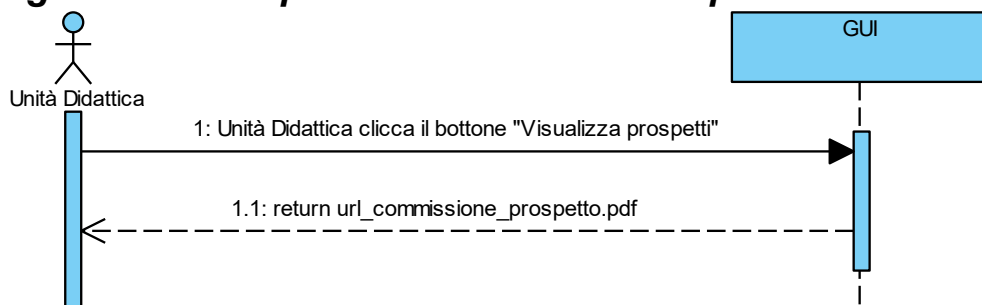 GUI
Unità Didattica
1: Unità Didattica clicca il bottone "Visualizza prospetti"
1.1: return url_commissione_prospetto.pdf